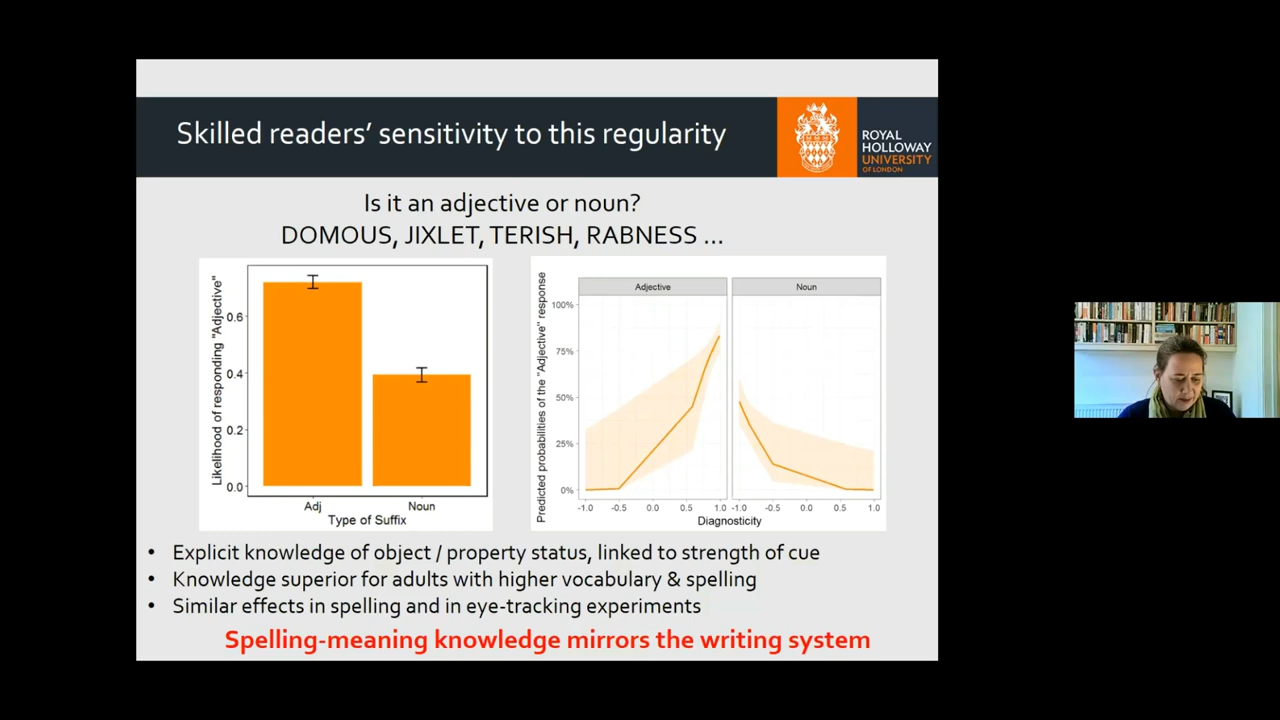 Skilled readers’ sensitivity to this regularity
ROYAL
HOLLOWAY
UNIVERSITY
OF LONDON
Is it an adjective or noun?
DOMOUS, JIXLET, TERISH, RABNESS ...
Likelihood of responding "Adjective"
0.6
0.4
0.2
0.0
Adj Noun
Type of Suffix
Predicted probabilities of the "Adjective" response
Adjective Noun
100%
75%
50%
25%
0%
-1.0 -0.5 0.0 0.5 1.0 -1.0 -0.5 0.0 0.5 1.0
Diagnosticity
• Explicit knowledge of object / property status, linked to strength of cue
• Knowledge superior for adults with higher vocabulary & spelling
• Similar effects in spelling and in eye-tracking experiments
Spelling-meaning knowledge mirrors the writing system